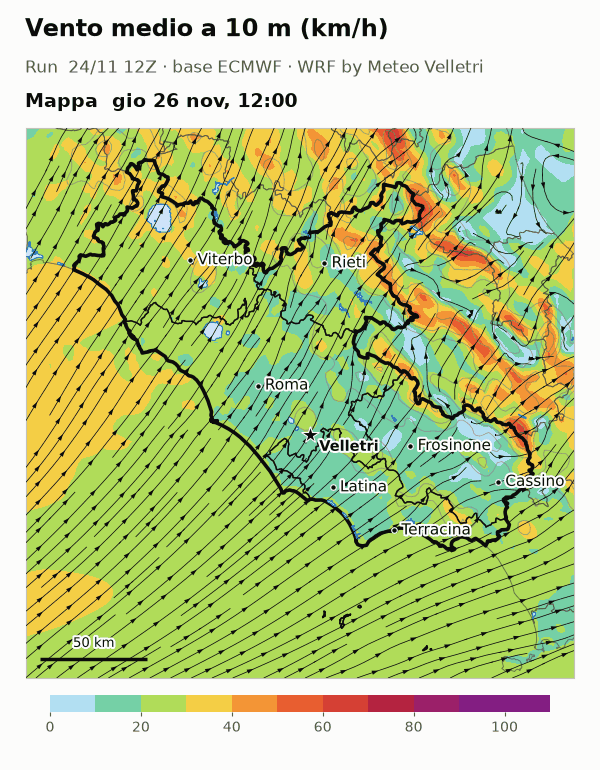 Vento medio a 10 m (km/h)
Run  24/11 12Z · base ECMWF · WRF by Meteo Velletri
Mappa  gio 26 nov, 12:00
Viterbo
Rieti
Roma
Velletri
Frosinone
Latina
Cassino
Terracina
50 km
0 20 40 60 80 100